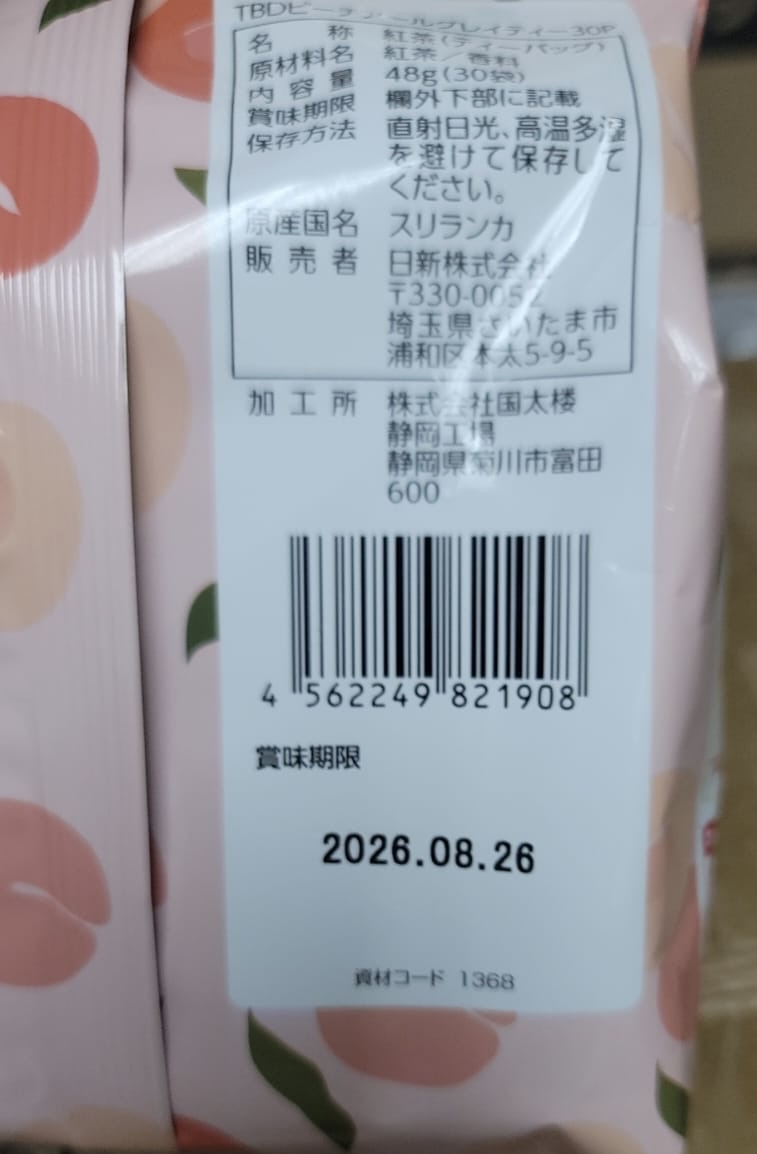 TBDピーチアールグレイティー30P
名称 紅茶(ティーバッグ)
原材料名 紅茶/香料
内容量 48g(30袋)
賞味期限 欄外下部に記載
保存方法 直射日光、高温多湿
を避けて保存して
ください。
原産国名 スリランカ
販売者 日新株式会社
〒330-0052
埼玉県さいたま市
浦和区本太5-9-5
加工所 株式会社国太楼
静岡工場
静岡県菊川市富田
600
4 562249 821908
賞味期限
2026.08.26
資材コード 1368